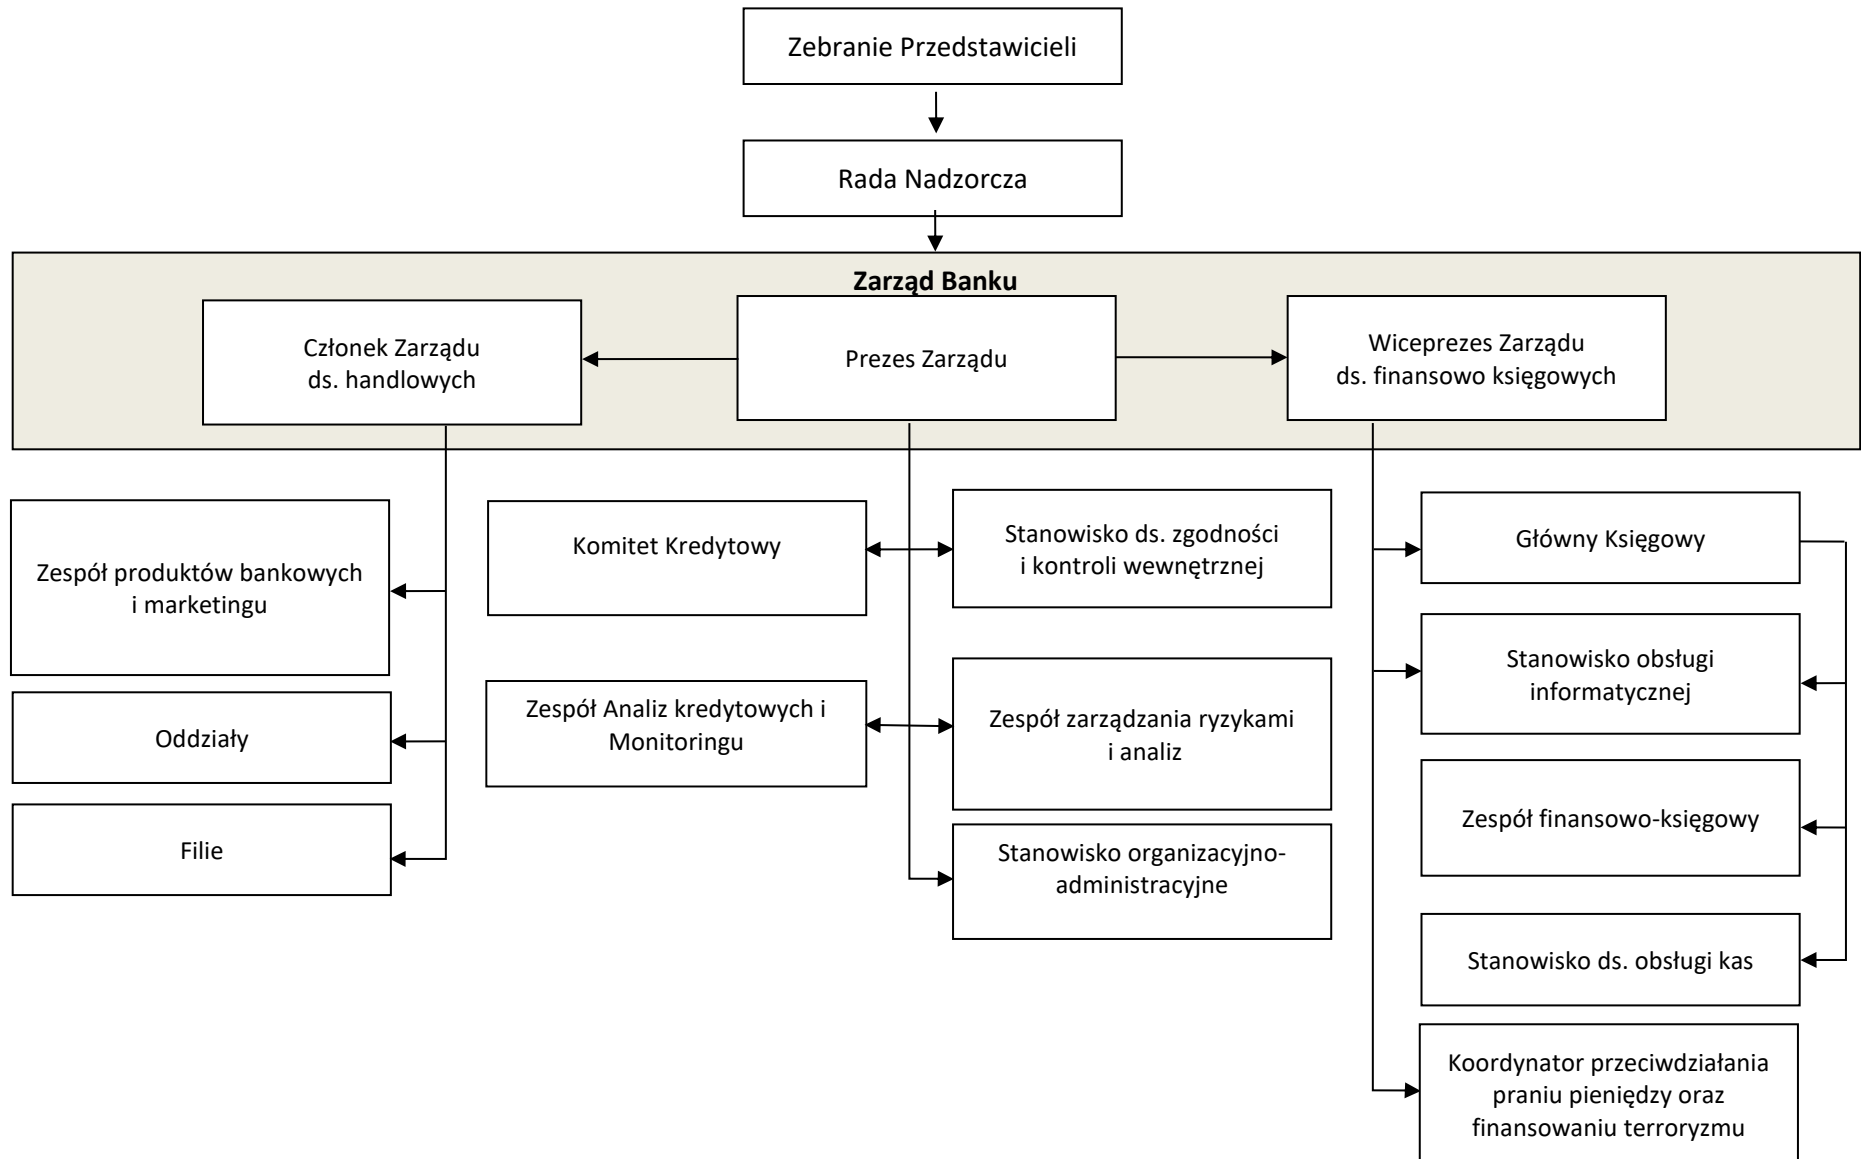 Zebranie Przedstawicieli
Rada Nadzorcza
Zarząd Banku
Członek Zarządu
ds. handlowych
Prezes Zarządu
Wiceprezes Zarządu
ds. finansowo księgowych
Zespół produktów bankowych
i marketingu
Oddziały
Filie
Komitet Kredytowy
Zespół Analiz kredytowych i
Monitoringu
Stanowisko ds. zgodności
i kontroli wewnętrznej
Zespół zarządzania ryzykami
i analiz
Stanowisko organizacyjno-
administracyjne
Główny Księgowy
Stanowisko obsługi
informatycznej
Zespół finansowo-księgowy
Stanowisko ds. obsługi kas
Koordynator przeciwdziałania
praniu pieniędzy oraz
finansowaniu terroryzmu